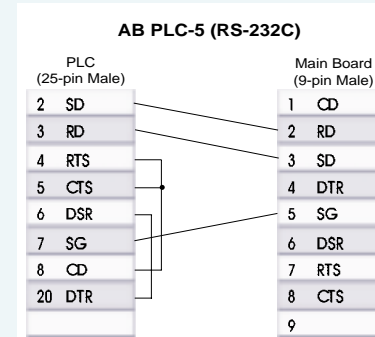 AB PLC-5 (RS-232C)
PLC
(25-pin Male)
2 SD
3 RD
4 RTS
5 CTS
6 DSR
7 SG
8 CD
20 DTR
Main Board
(9-pin Male)
1 CD
2 RD
3 SD
4 DTR
5 SG
6 DSR
7 RTS
8 CTS
9